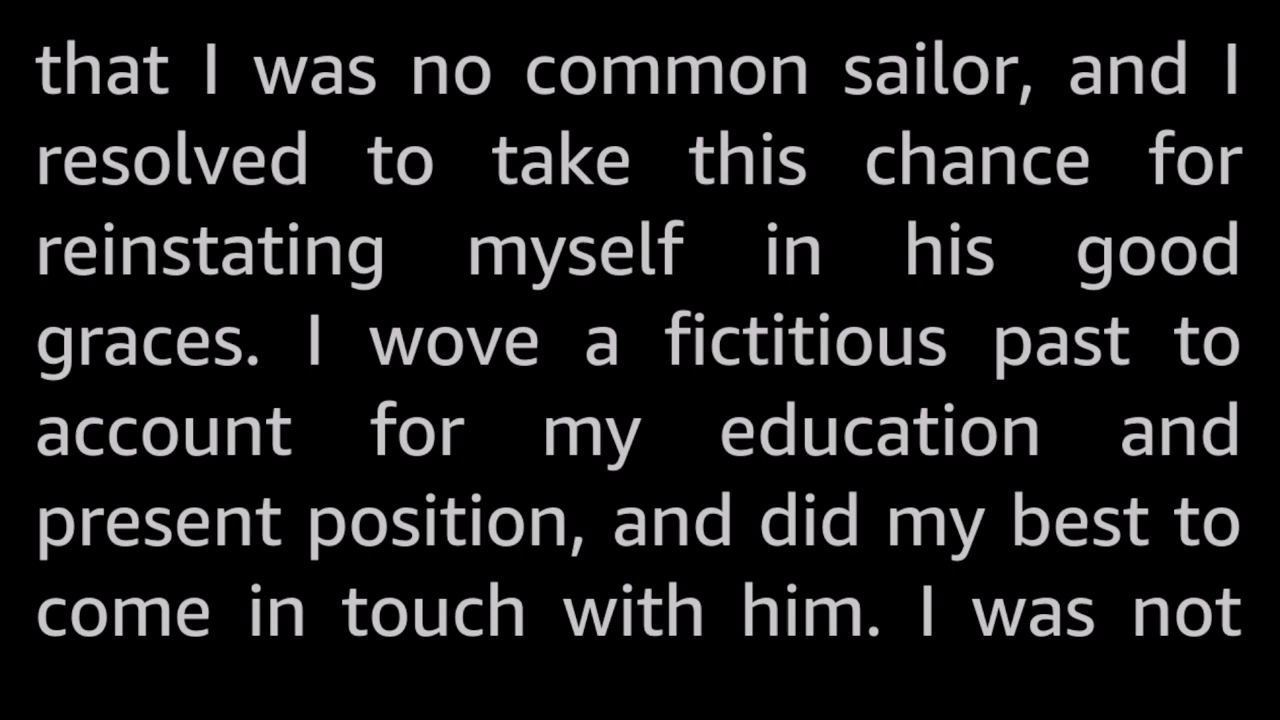 that I was no common sailor, and I
resolved to take this chance for
reinstating myself in his good
graces. I wove a fictitious past to
account for my education and
present position, and did my best to
come in touch with him. I was not